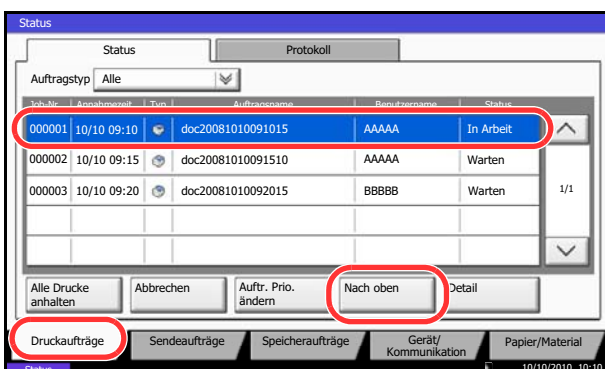 Status
Status Protokoll
Auftragstyp Alle
Job-Nr. Annahmezeit Typ Auftragsname Benutzername Status
000001 10/10 09:10 doc20081010091015 AAAAA In Arbeit
000002 10/10 09:15 doc20081010091510 AAAAA Warten
000003 10/10 09:20 doc20081010092015 BBBBB Warten
1/1
Alle Drucke anhalten Abbrechen Auftr. Prio. ändern Nach oben Detail
Druckaufträge Sendeaufträge Speicheraufträge Gerät/ Kommunikation Papier/Material
Status 10/10/2010 10:10